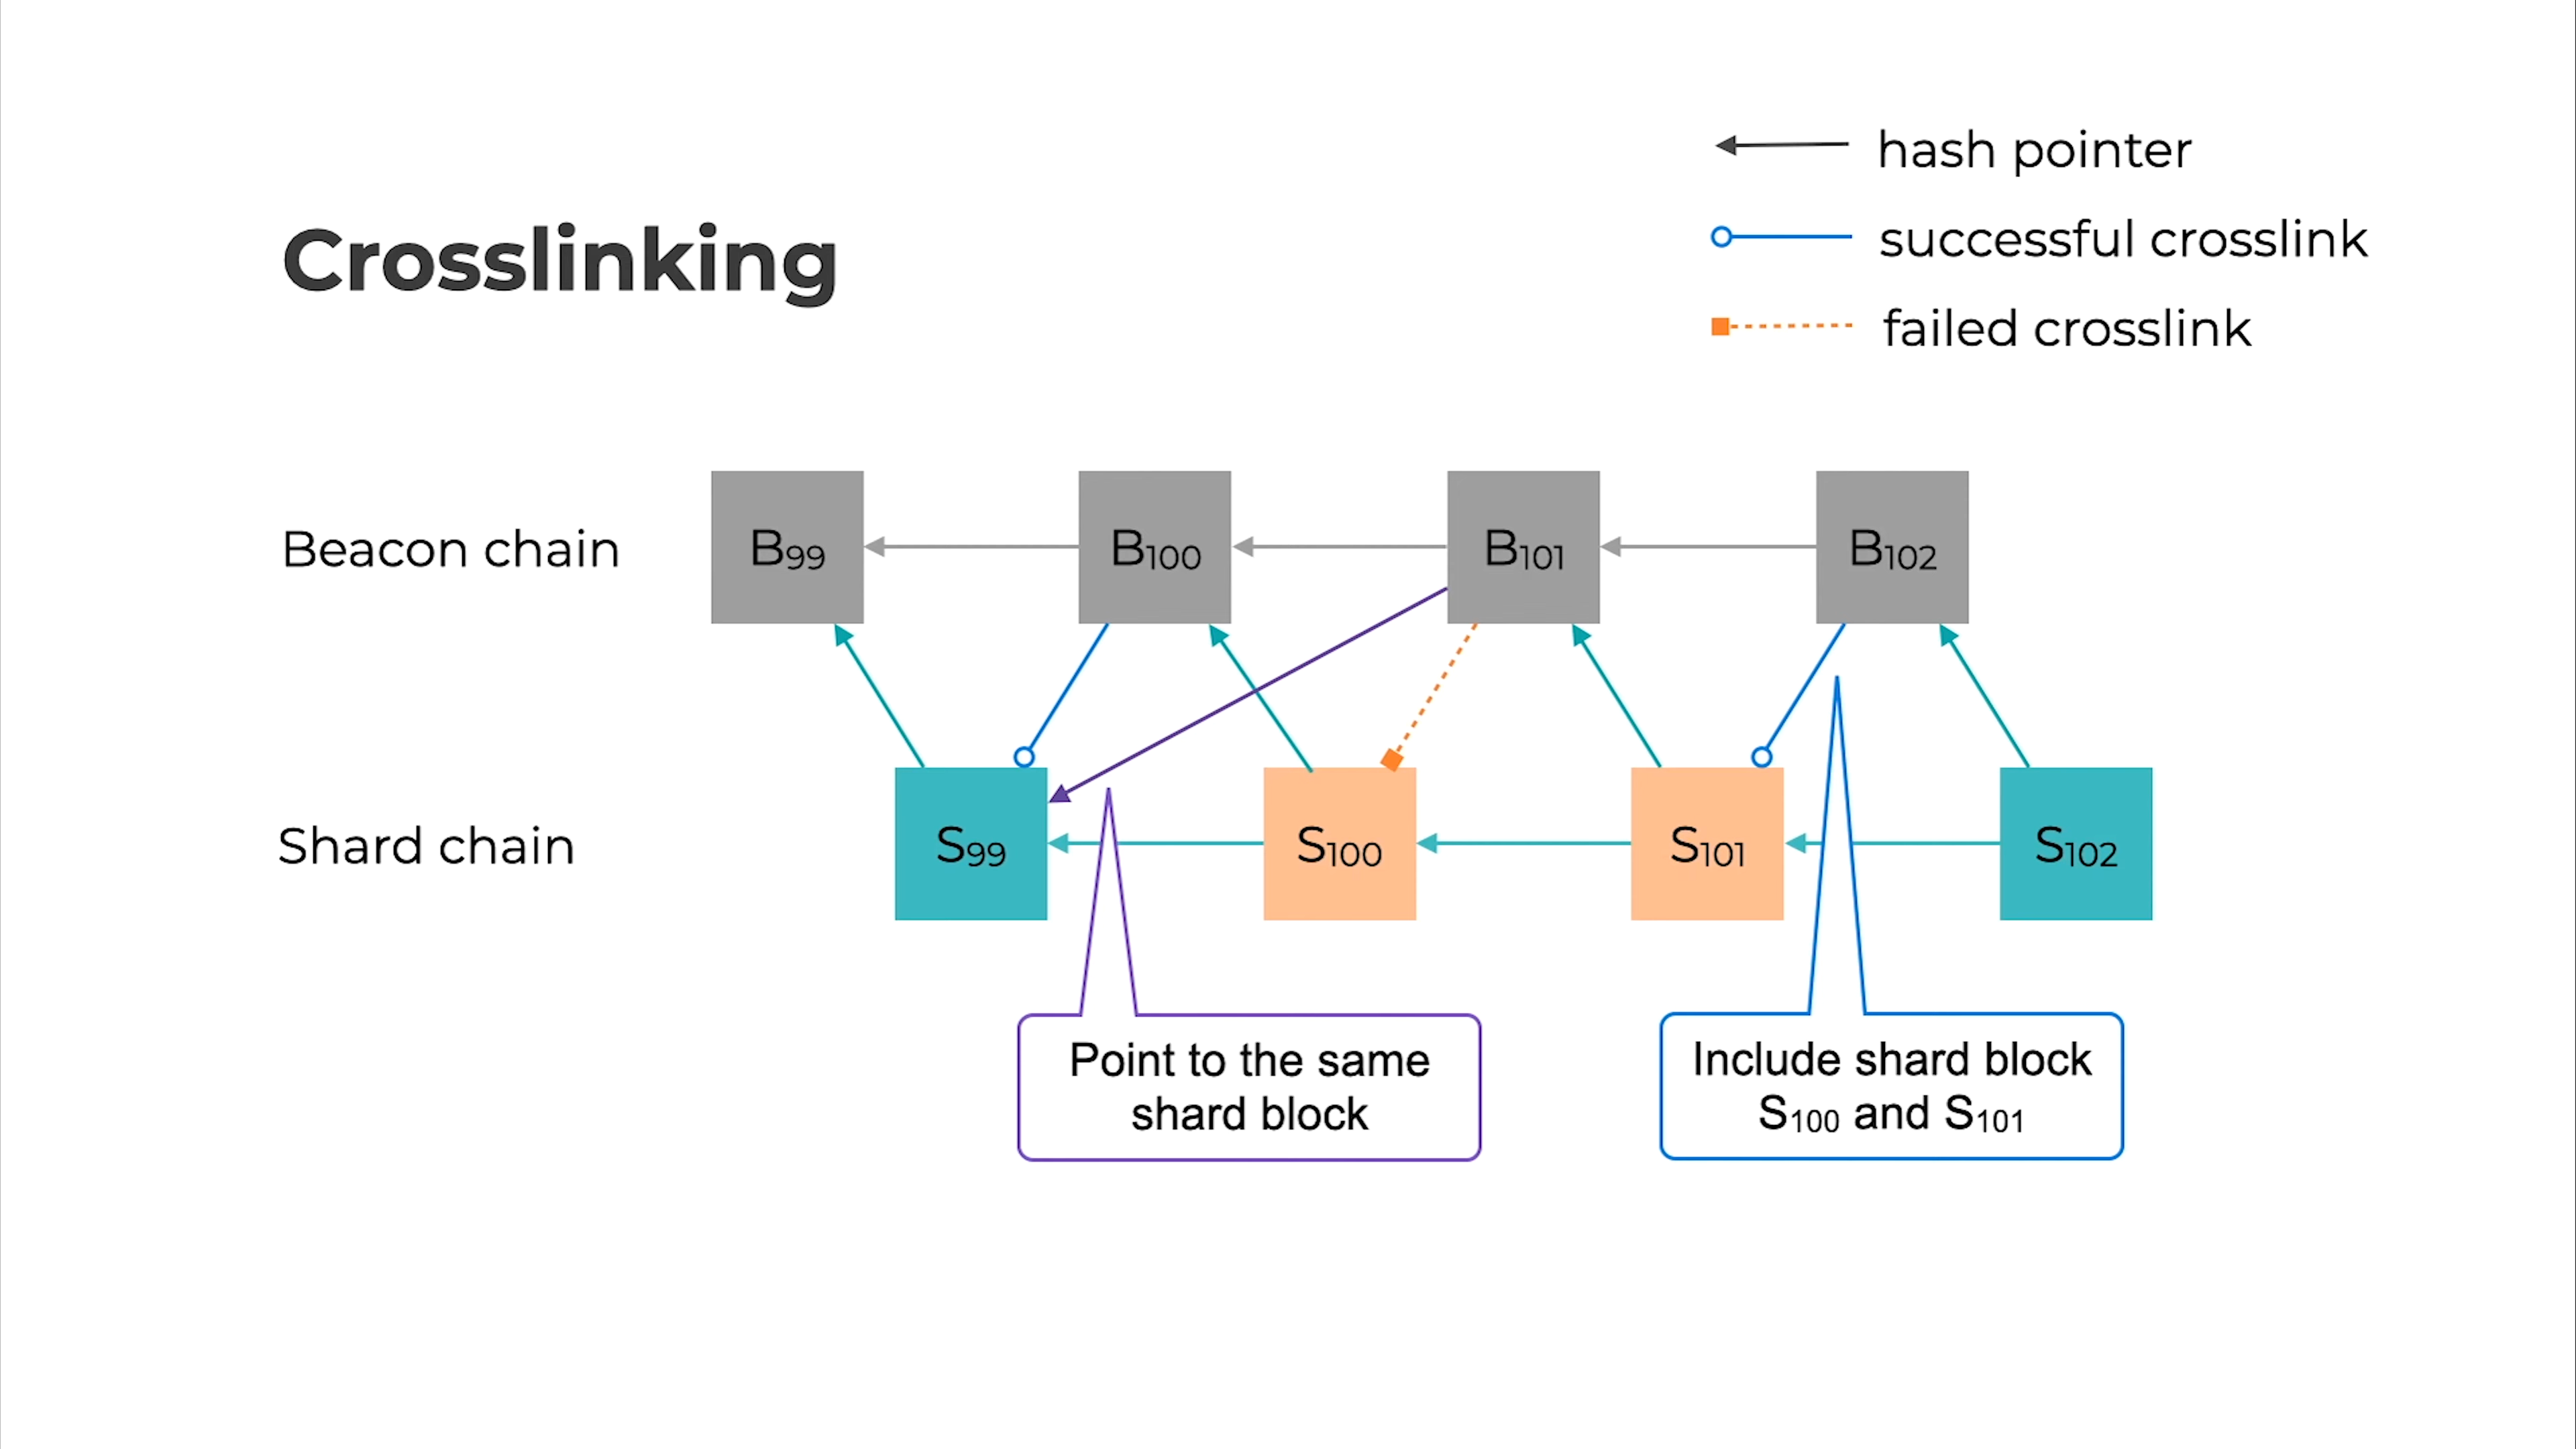 hash pointer
Crosslinking
successful crosslink
failed crosslink
Beacon chain
B99
B100
B101
B102
Shard chain
S99
S100
S101
S102
Point to the same
shard block
Include shard block
S100 and S101